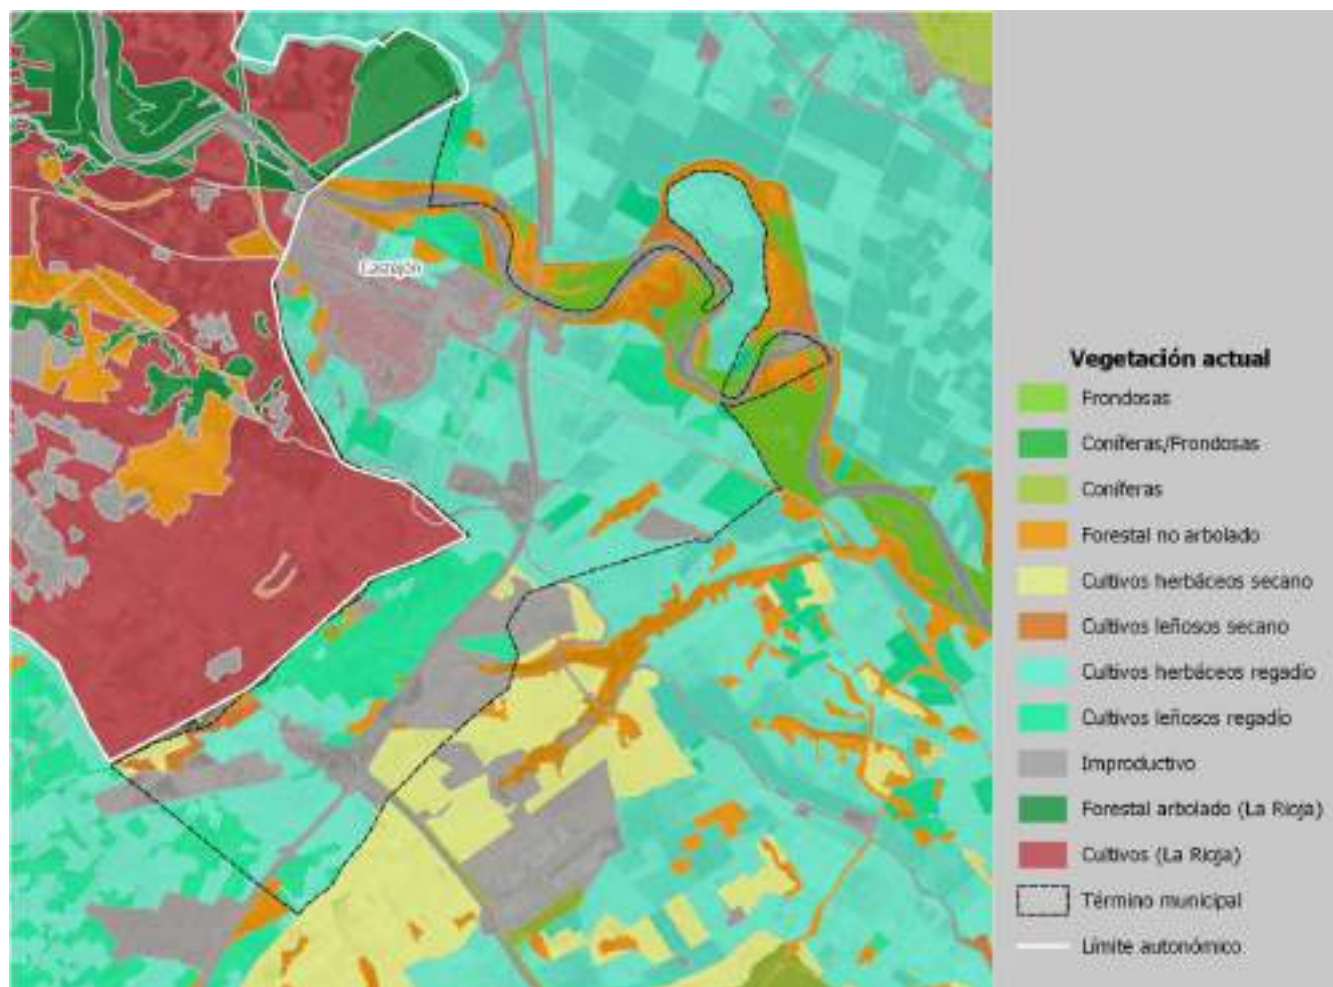 Castejón
Vegetación actual
Frondosas
Coníferas/Frondosas
Coníferas
Forestal no arbolado
Cultivos herbáceos secano
Cultivos leñosos secano
Cultivos herbáceos regadío
Cultivos leñosos regadío
Improductivo
Forestal arbolado (La Rioja)
Cultivos (La Rioja)
Término municipal
Límite autonómico